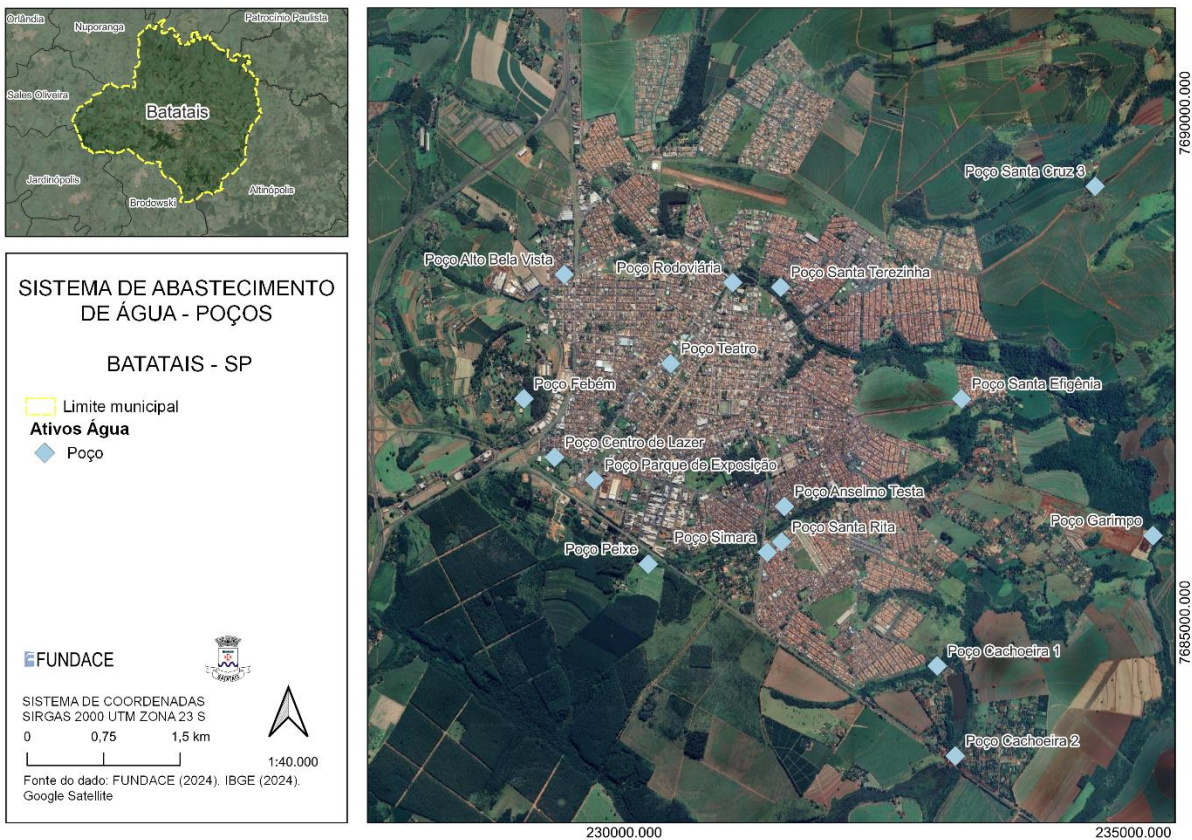 Orlândia
Nuporanga
Patrocínio Paulista
Sales Oliveira
Batatais
Jardinópolis
Brodowski
Altinópolis
SISTEMA DE ABASTECIMENTO
DE ÁGUA - POÇOS
BATATAIS - SP
Limite municipal
Ativos Água
Poço
FUNDACE
BATATAIS
SISTEMA DE COORDENADAS
SIRGAS 2000 UTM ZONA 23 S
0 0,75 1,5 km
1:40.000
Fonte do dado: FUNDACE (2024). IBGE (2024).
Google Satellite
Poço Santa Cruz 3
Poço Alto Bela Vista
Poço Rodoviária
Poço Santa Terezinha
Poço Teatro
Poço Febém
Poço Santa Efigênia
Poço Centro de Lazer
Poço Parque de Exposição
Poço Anselmo Testa
Poço Garimpo
Poço Simara
Poço Santa Rita
Poço Peixe
Poço Cachoeira 1
Poço Cachoeira 2
7690000.000
7685000.000
230000.000
235000.000